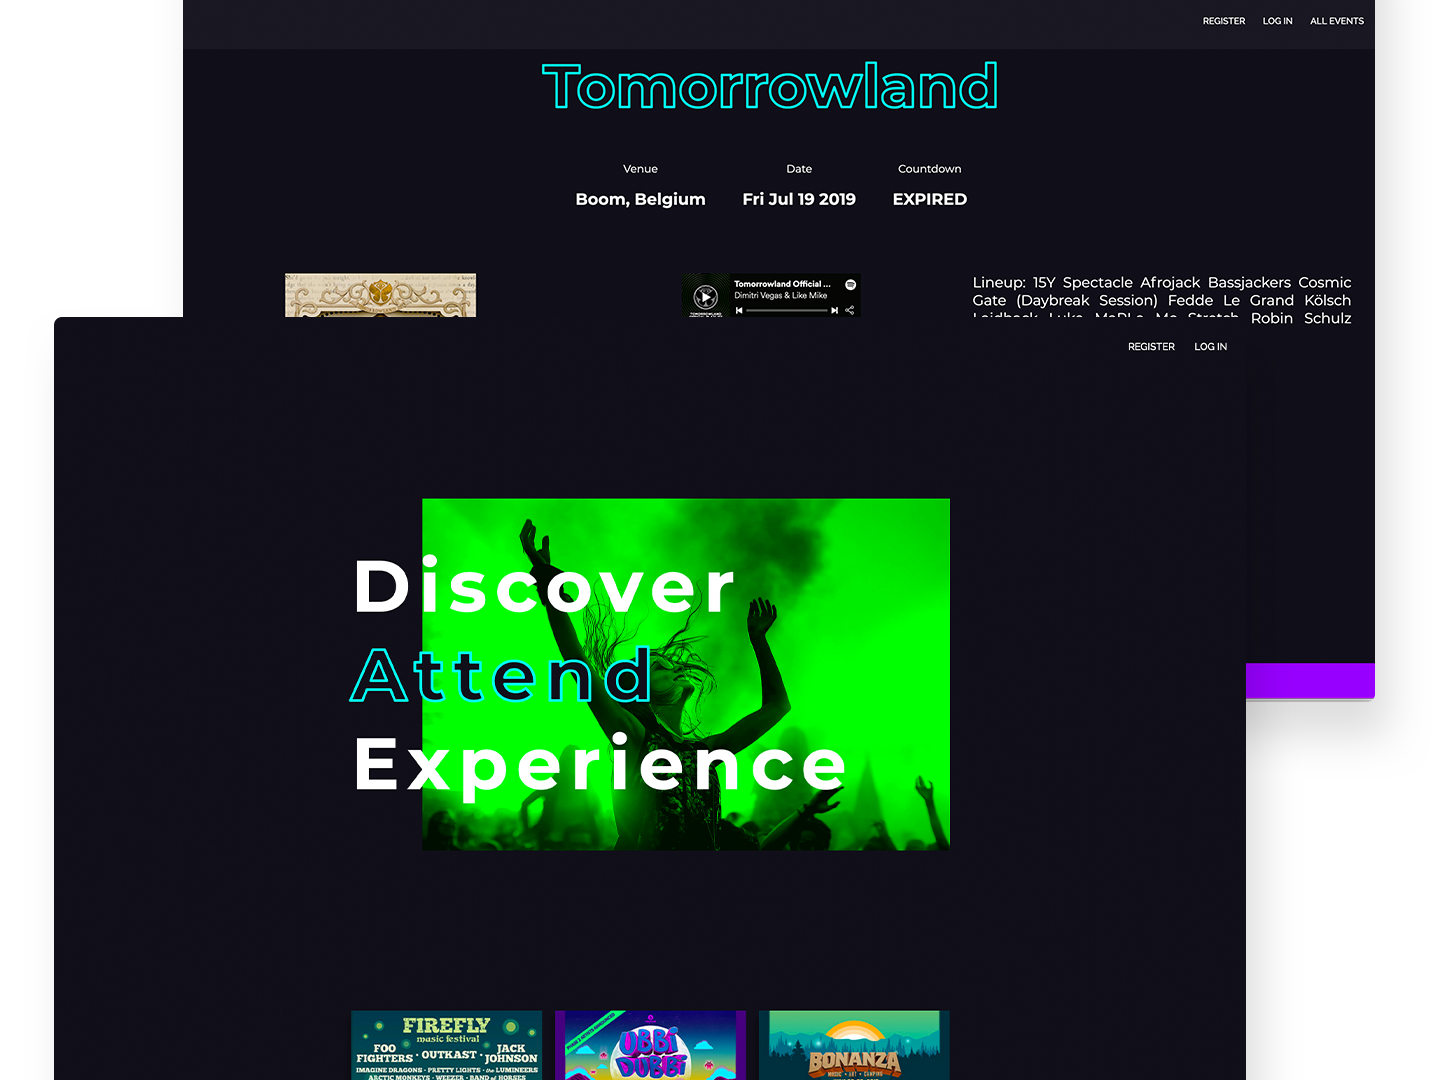 REGISTER LOG IN ALL EVENTS
Tomorrowland
Venue Date Countdown
Boom, Belgium Fri Jul 19 2019 EXPIRED
Tomorrowland Official ...
Dimitri Vegas & Like Mike
Lineup: 15Y Spectacle Afrojack Bassjackers Cosmic
Gate (Daybreak Session) Fedde Le Grand Kölsch
Laidback Luke Robin Schulz
REGISTER LOG IN
Discover
Attend
Experience
FIREFLY
music festival
FOO FIGHTERS · OUTKAST · JACK JOHNSON
IMAGINE DRAGONS · PRETTY LIGHTS · the LUMINEERS
ARCTIC MONKEYS · WEEZER · BAND of HORSES
UBBI
DUBBI
BONANZA
MUSIC + ART + CAMPING